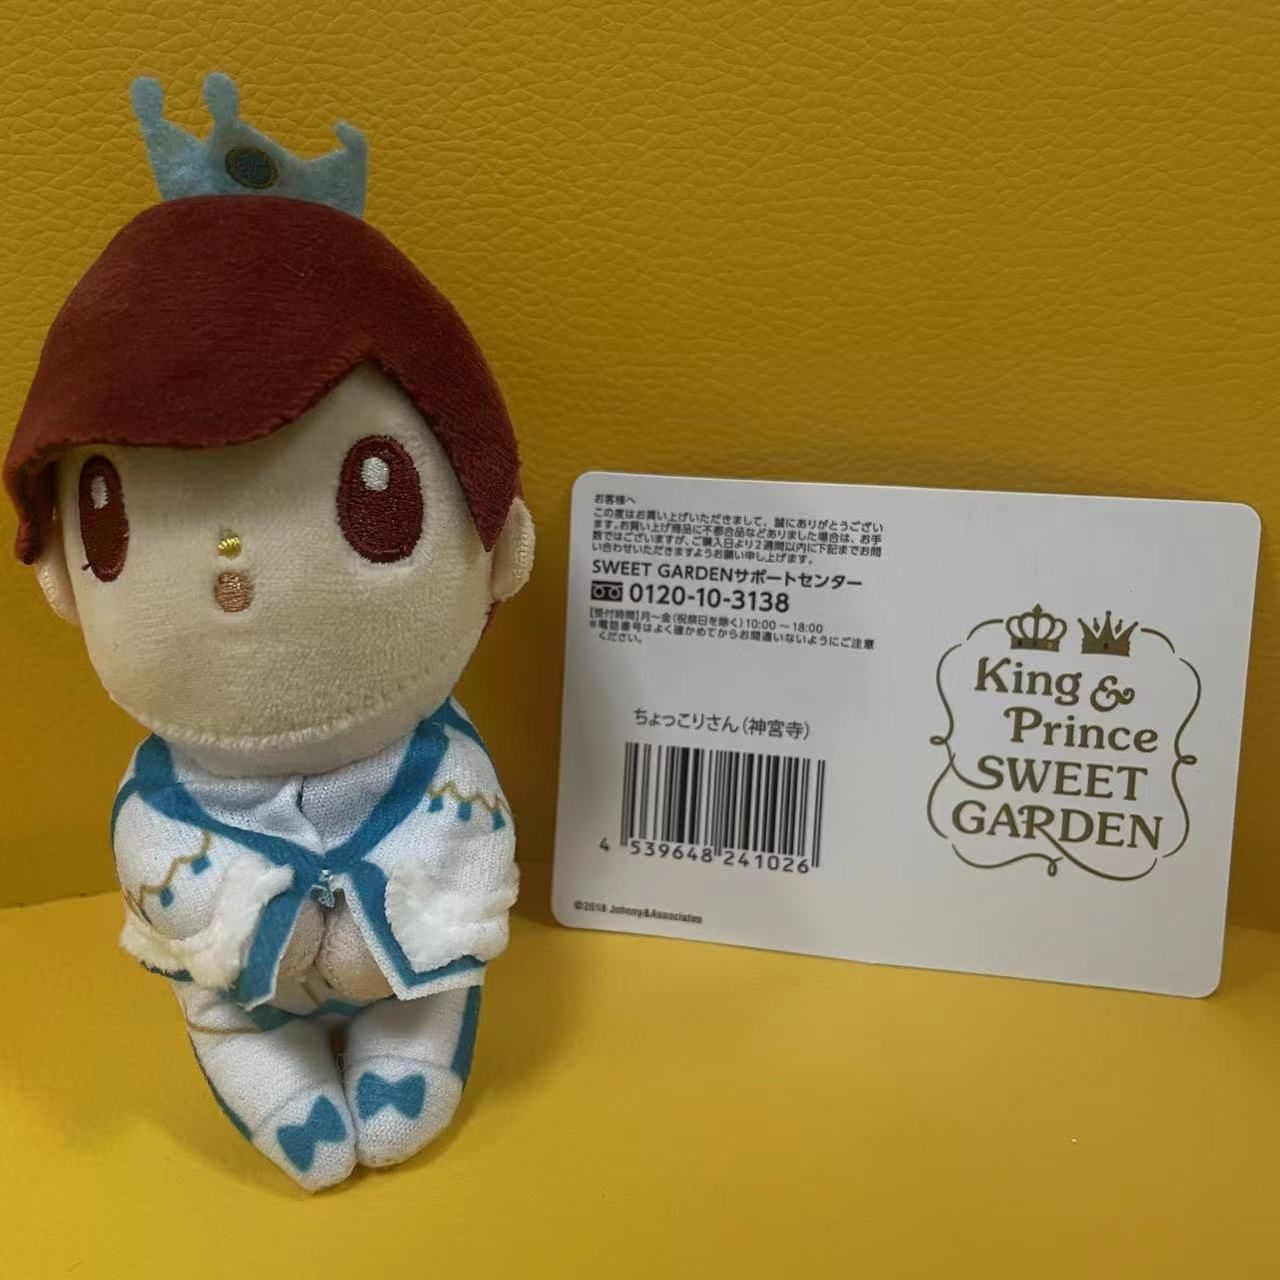 お客様へ
この度はお買い上げいただきまして、誠にありがとうござい
ます。お買い上げ商品に不都合品などありました場合は、お手
数ではございますが、ご購入日より2週間以内に下記までお問
い合わせいただきますようお願い申し上げます。
SWEET GARDENサポートセンター
0120-10-3138
【受付時間】月〜金(祝祭日を除く)10:00〜18:00
※電話番号はよく確かめてからお間違いないようにご注意
ください。
ちょっこりさん(神宮寺)
4 539648 241026
©2018 Johnny&Associates
King &
Prince
SWEET
GARDEN